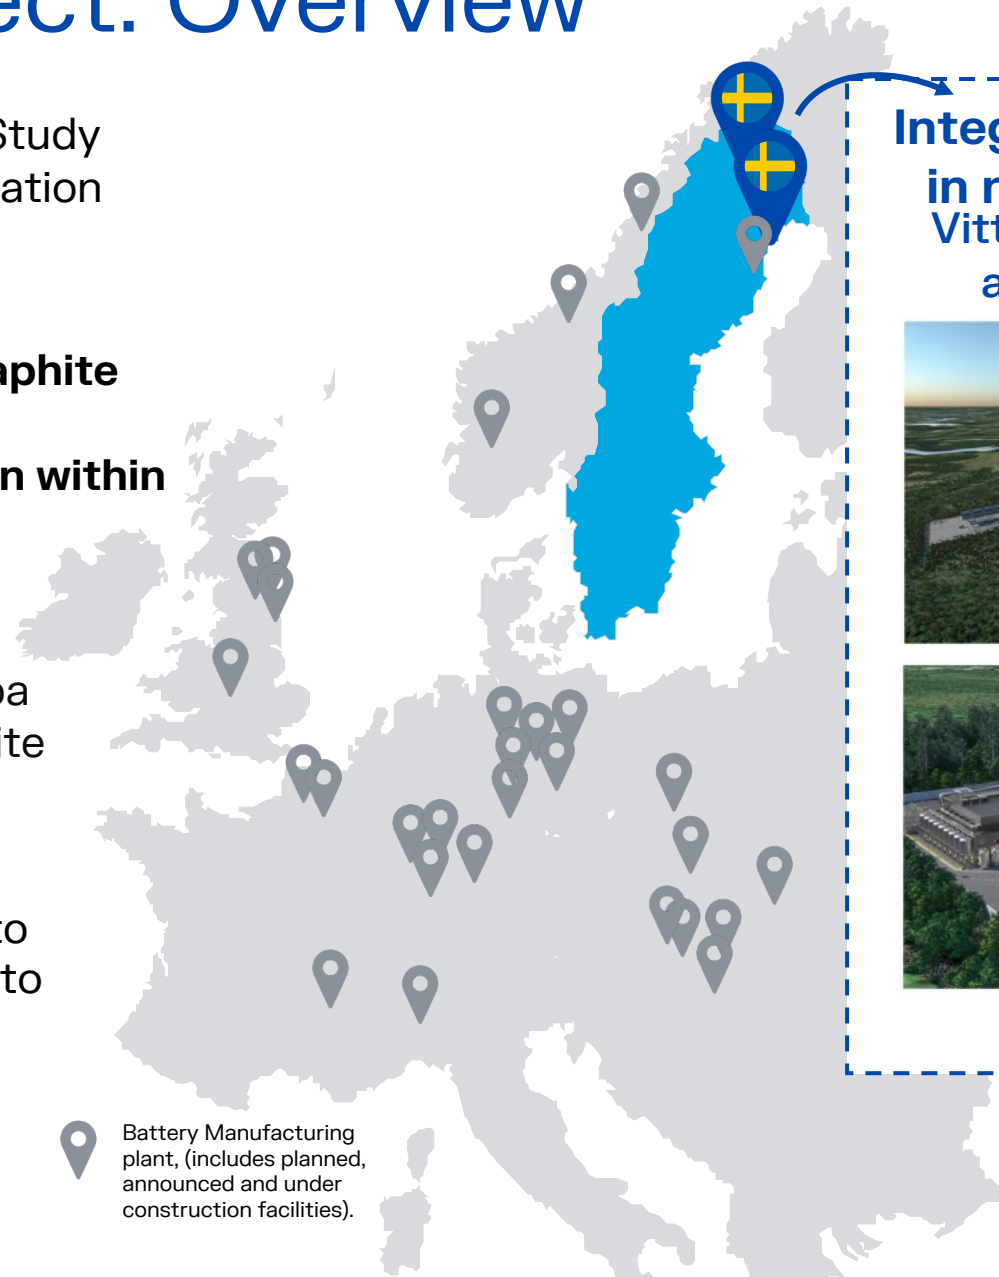 ect: Overview
Study
ation
aphite
n within
pa
ite
to
to
Integ
in n
Vitt
a
Battery Manufacturing
plant, (includes planned,
announced and under
construction facilities).